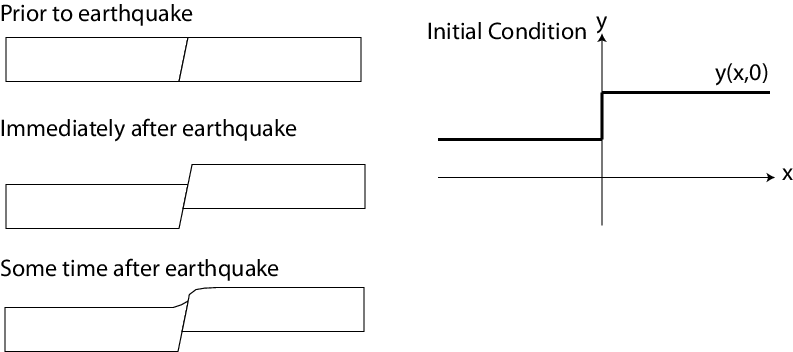 Prior to earthquake
Immediately after earthquake
Some time after earthquake
Initial Condition
y
y(x,0)
x